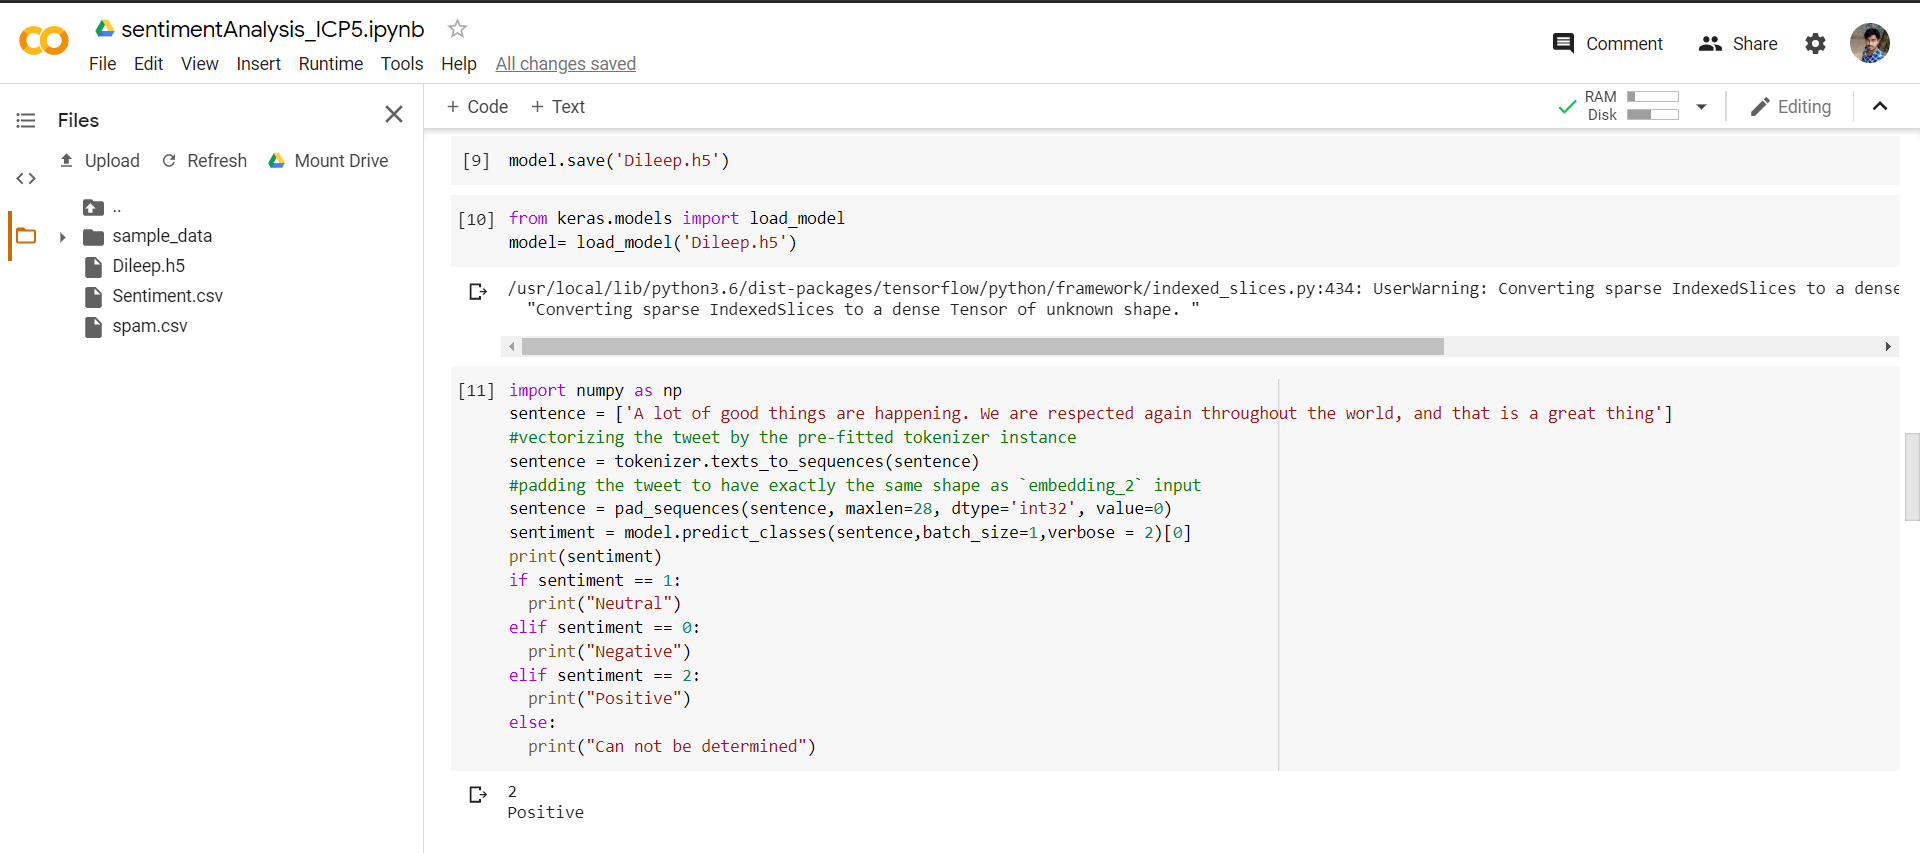 sentimentAnalysis_ICP5.ipynb
File Edit View Insert Runtime Tools Help All changes saved
Comment Share
Files
Upload Refresh Mount Drive
..
sample_data
Dileep.h5
Sentiment.csv
spam.csv
+ Code + Text
RAM
Disk
Editing
[9] model.save('Dileep.h5')
[10] from keras.models import load_model
model= load_model('Dileep.h5')
/usr/local/lib/python3.6/dist-packages/tensorflow/python/framework/indexed_slices.py:434: UserWarning: Converting sparse IndexedSlices to a dense
"Converting sparse IndexedSlices to a dense Tensor of unknown shape. "
[11] import numpy as np
sentence = ['A lot of good things are happening. We are respected again throughout the world, and that is a great thing']
#vectorizing the tweet by the pre-fitted tokenizer instance
sentence = tokenizer.texts_to_sequences(sentence)
#padding the tweet to have exactly the same shape as `embedding_2` input
sentence = pad_sequences(sentence, maxlen=28, dtype='int32', value=0)
sentiment = model.predict_classes(sentence,batch_size=1,verbose = 2)[0]
print(sentiment)
if sentiment == 1:
  print("Neutral")
elif sentiment == 0:
  print("Negative")
elif sentiment == 2:
  print("Positive")
else:
  print("Can not be determined")
2
Positive